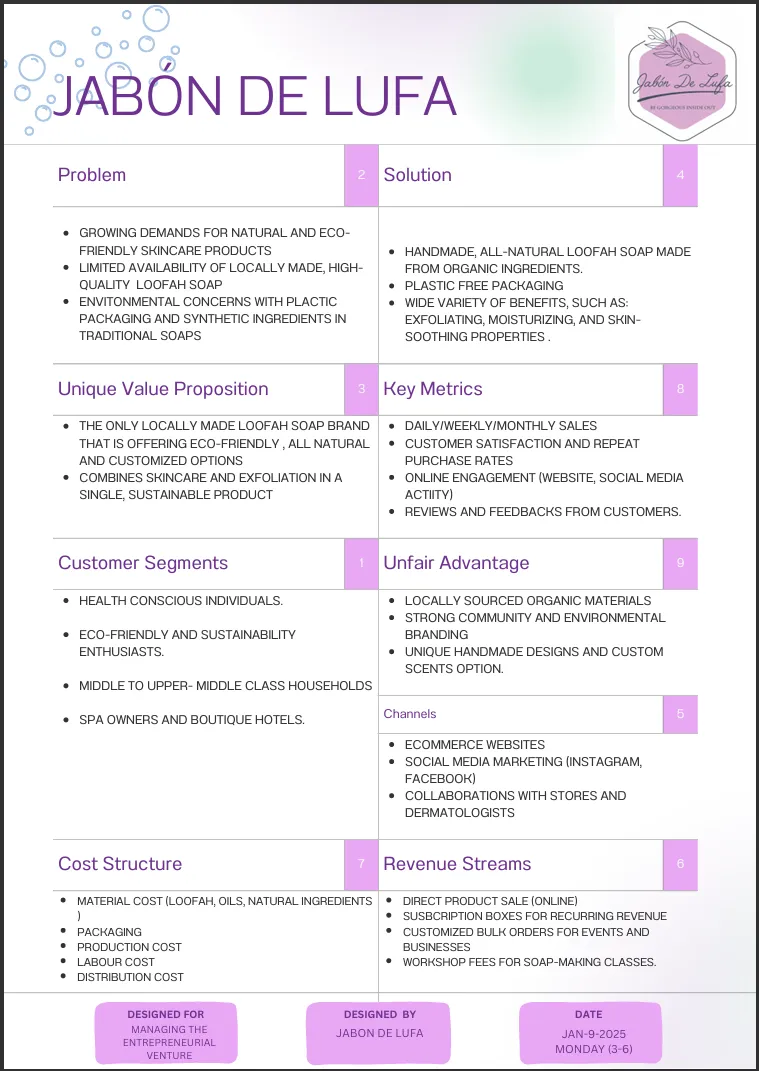 JABÓN DE LUFA
Jabón De Lufa
BY GORGEOUS INSIDE OUT
Problem
2
GROWING DEMANDS FOR NATURAL AND ECO-
FRIENDLY SKINCARE PRODUCTS
LIMITED AVAILABILITY OF LOCALLY MADE, HIGH-
QUALITY LOOFAH SOAP
ENVITONMENTAL CONCERNS WITH PLACTIC
PACKAGING AND SYNTHETIC INGREDIENTS IN
TRADITIONAL SOAPS
Solution
4
HANDMADE, ALL-NATURAL LOOFAH SOAP MADE
FROM ORGANIC INGREDIENTS.
PLASTIC FREE PACKAGING
WIDE VARIETY OF BENEFITS, SUCH AS:
EXFOLIATING, MOISTURIZING, AND SKIN-
SOOTHING PROPERTIES .
Unique Value Proposition
3
THE ONLY LOCALLY MADE LOOFAH SOAP BRAND
THAT IS OFFERING ECO-FRIENDLY , ALL NATURAL
AND CUSTOMIZED OPTIONS
COMBINES SKINCARE AND EXFOLIATION IN A
SINGLE, SUSTAINABLE PRODUCT
Key Metrics
8
DAILY/WEEKLY/MONTHLY SALES
CUSTOMER SATISFACTION AND REPEAT
PURCHASE RATES
ONLINE ENGAGEMENT (WEBSITE, SOCIAL MEDIA
ACTIITY)
REVIEWS AND FEEDBACKS FROM CUSTOMERS.
Customer Segments
1
HEALTH CONSCIOUS INDIVIDUALS.
ECO-FRIENDLY AND SUSTAINABILITY
ENTHUSIASTS.
MIDDLE TO UPPER- MIDDLE CLASS HOUSEHOLDS
SPA OWNERS AND BOUTIQUE HOTELS.
Unfair Advantage
9
LOCALLY SOURCED ORGANIC MATERIALS
STRONG COMMUNITY AND ENVIRONMENTAL
BRANDING
UNIQUE HANDMADE DESIGNS AND CUSTOM
SCENTS OPTION.
Channels
5
ECOMMERCE WEBSITES
SOCIAL MEDIA MARKETING (INSTAGRAM,
FACEBOOK)
COLLABORATIONS WITH STORES AND
DERMATOLOGISTS
Cost Structure
7
MATERIAL COST (LOOFAH, OILS, NATURAL INGREDIENTS
)
PACKAGING
PRODUCTION COST
LABOUR COST
DISTRIBUTION COST
Revenue Streams
6
DIRECT PRODUCT SALE (ONLINE)
SUSBCRIPTION BOXES FOR RECURRING REVENUE
CUSTOMIZED BULK ORDERS FOR EVENTS AND
BUSINESSES
WORKSHOP FEES FOR SOAP-MAKING CLASSES.
DESIGNED FOR
MANAGING THE
ENTREPRENEURIAL
VENTURE
DESIGNED BY
JABON DE LUFA
DATE
JAN-9-2025
MONDAY (3-6)